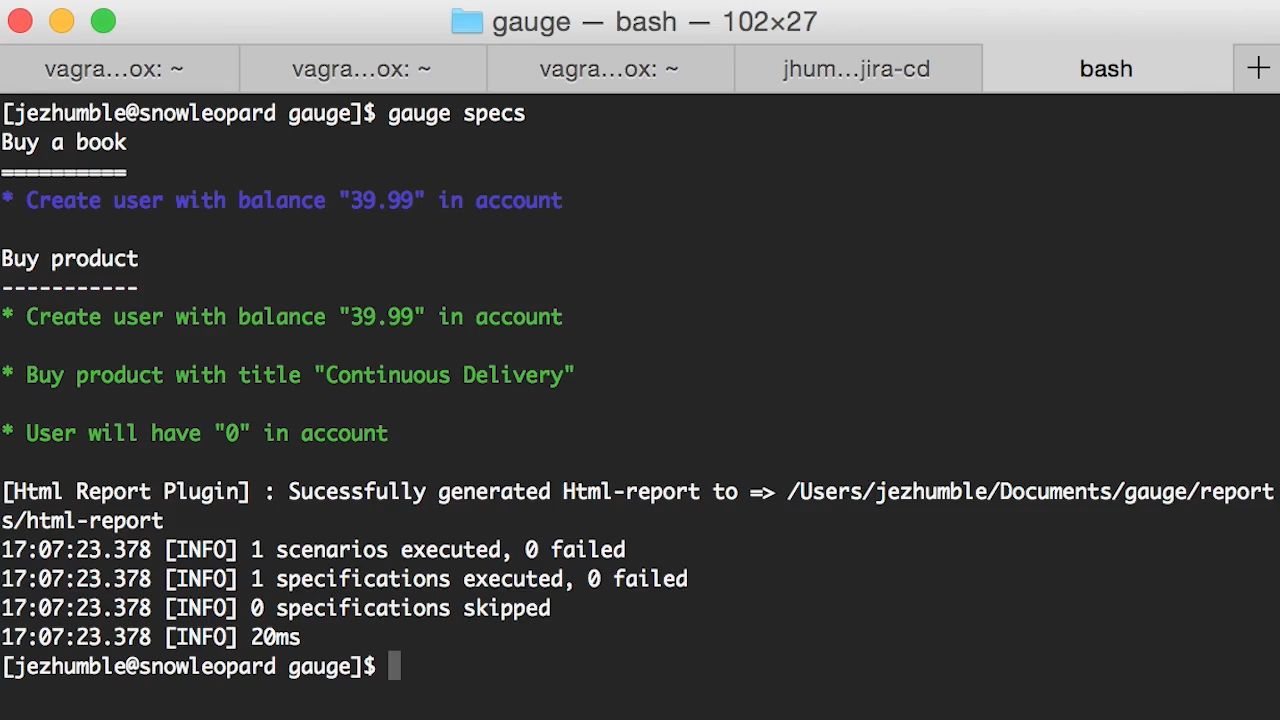 gauge — bash — 102×27
vagra...ox: ~
vagra...ox: ~
vagra...ox: ~
jhum...jira-cd
bash
+
[jezhumble@snowleopard gauge]$ gauge specs
Buy a book
==========
* Create user with balance "39.99" in account
Buy product
-----------
* Create user with balance "39.99" in account
* Buy product with title "Continuous Delivery"
* User will have "0" in account
[Html Report Plugin] : Sucessfully generated Html-report to => /Users/jezhumble/Documents/gauge/report
s/html-report
17:07:23.378 [INFO] 1 scenarios executed, 0 failed
17:07:23.378 [INFO] 1 specifications executed, 0 failed
17:07:23.378 [INFO] 0 specifications skipped
17:07:23.378 [INFO] 20ms
[jezhumble@snowleopard gauge]$